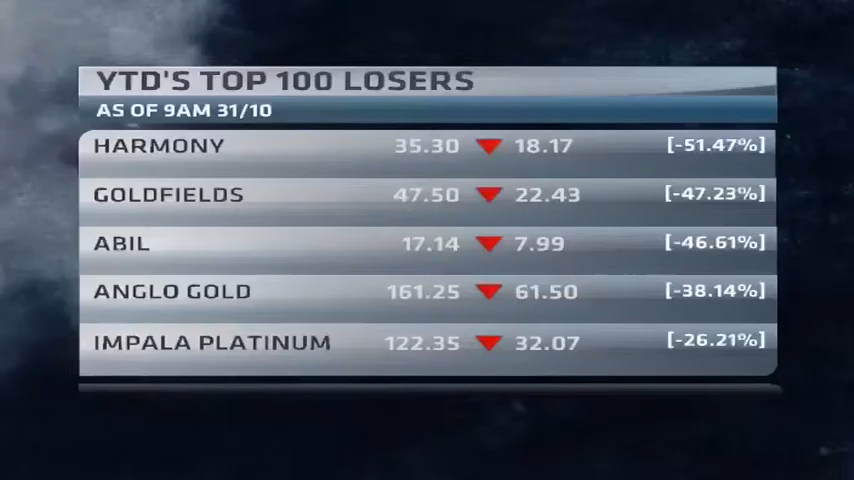 YTD'S TOP 100 LOSERS
AS OF 9AM 31/10
HARMONY 35.30 18.17 [-51.47%]
GOLDFIELDS 47.50 22.43 [-47.23%]
ABIL 17.14 7.99 [-46.61%]
ANGLO GOLD 161.25 61.50 [-38.14%]
IMPALA PLATINUM 122.35 32.07 [-26.21%]